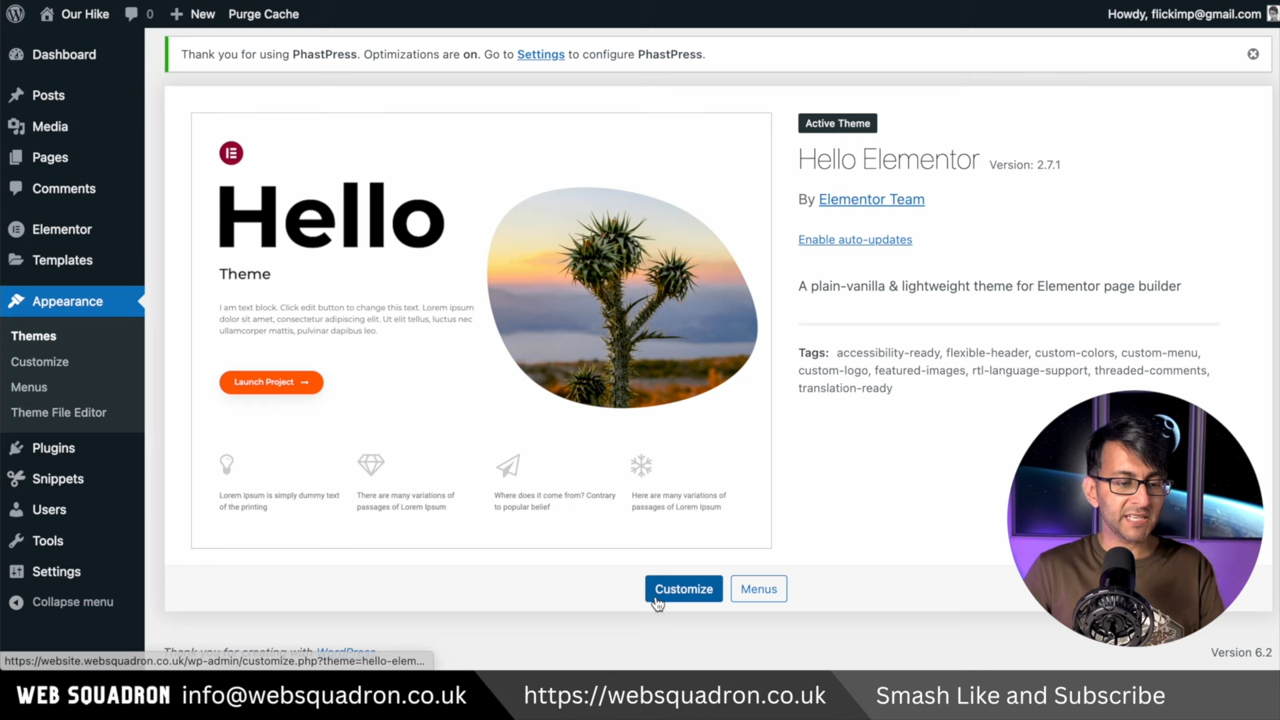 Our Hike
0
New
Purge Cache
Howdy, flickimp@gmail.com
Dashboard
Posts
Media
Pages
Comments
Elementor
Templates
Appearance
Themes
Customize
Menus
Theme File Editor
Plugins
Snippets
Users
Tools
Settings
Collapse menu
Thank you for using PhastPress. Optimizations are on. Go to Settings to configure PhastPress.
Hello
Theme
I am text block. Click edit button to change this text. Lorem ipsum
dolor sit amet, consectetur adipiscing elit. Ut elit tellus, luctus nec
ullamcorper mattis, pulvinar dapibus leo.
Launch Project →
Lorem Ipsum is simply dummy text
of the printing
There are many variations of
passages of Lorem Ipsum
Where does it come from? Contrary
to popular belief
Here are many variations of
passages of Lorem Ipsum
Active Theme
Hello Elementor Version: 2.7.1
By Elementor Team
Enable auto-updates
A plain-vanilla & lightweight theme for Elementor page builder
Tags: accessibility-ready, flexible-header, custom-colors, custom-menu,
custom-logo, featured-images, rtl-language-support, threaded-comments,
translation-ready
Customize
Menus
Thank you for creating with WordPress.
Version 6.2
https://website.websquadron.co.uk/wp-admin/customize.php?theme=hello-elem...
WEB SQUADRON info@websquadron.co.uk
https://websquadron.co.uk
Smash Like and Subscribe